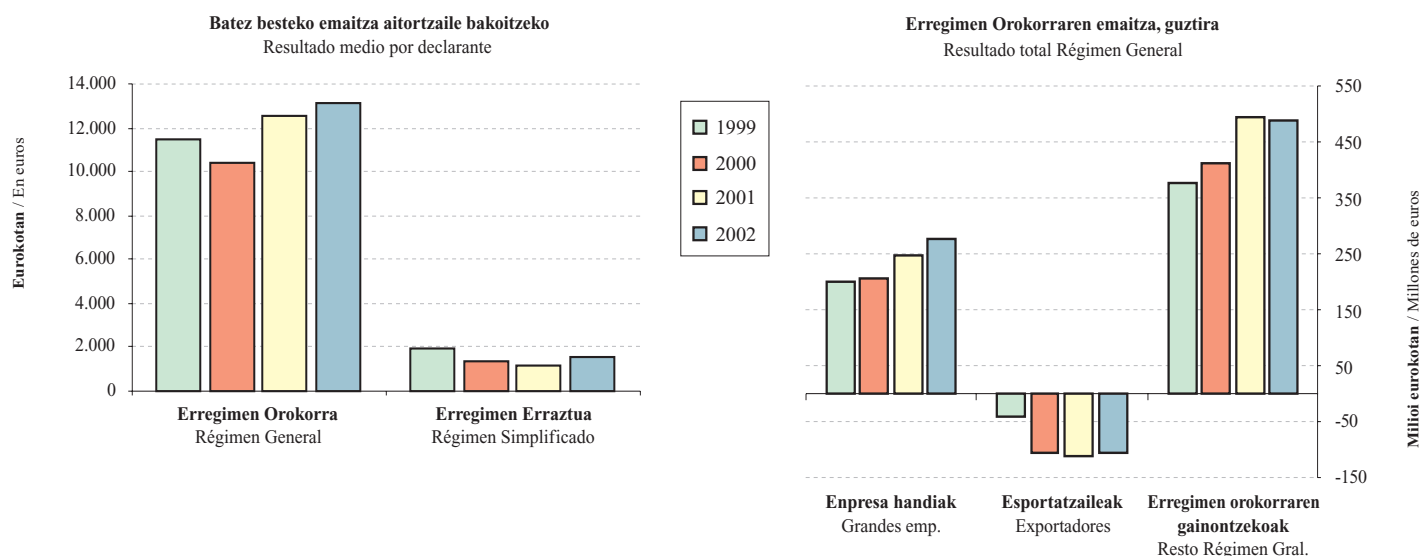 Batez besteko emaitza aitortzaile bakoitzeko
Resultado medio por declarante
Eurokotan / En euros
14.000
12.000
10.000
8.000
6.000
4.000
2.000
0
Erregimen Orokorra
Régimen General
Erregimen Erraztua
Régimen Simplificado
1999
2000
2001
2002
Erregimen Orokorraren emaitza, guztira
Resultado total Régimen General
550
450
350
250
150
50
-50
-150
Milioi eurokotan / Millones de euros
Enpresa handiak
Grandes emp.
Esportatzaileak
Exportadores
Erregimen orokorraren
gainontzekoak
Resto Régimen Gral.